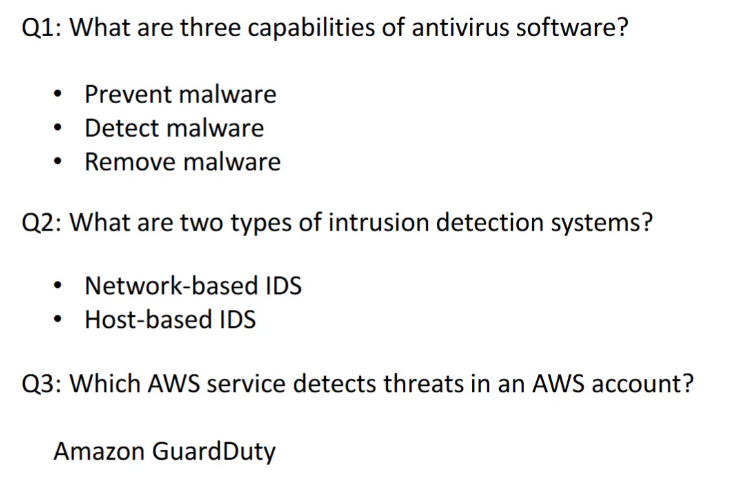 Q1: What are three capabilities of antivirus software?
• Prevent malware
• Detect malware
• Remove malware
Q2: What are two types of intrusion detection systems?
• Network-based IDS
• Host-based IDS
Q3: Which AWS service detects threats in an AWS account?
Amazon GuardDuty